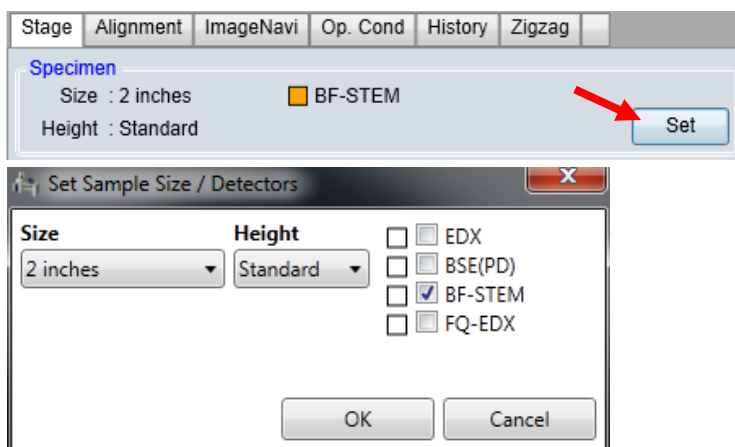 Stage Alignment ImageNavi Op. Cond History Zigzag
Specimen
Size : 2 inches BF-STEM
Height : Standard Set
Set Sample Size / Detectors
Size Height EDX
2 inches Standard BSE(PD)
BF-STEM
FQ-EDX
OK Cancel